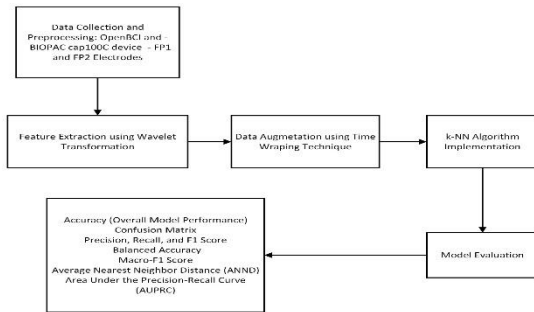 Data Collection and
Preprocessing: OpenBCI and -
BIOPAC cap100C device - FP1
and FP2 Electrodes
Feature Extraction using Wavelet
Transformation
Data Augmetation using Time
Wraping Technique
k-NN Algorithm
Implementation
Model Evaluation
Accuracy (Overall Model Performance)
Confusion Matrix
Precision, Recall, and F1 Score
Balanced Accuracy
Macro-F1 Score
Average Nearest Neighbor Distance (ANND)
Area Under the Precision-Recall Curve
(AUPRC)